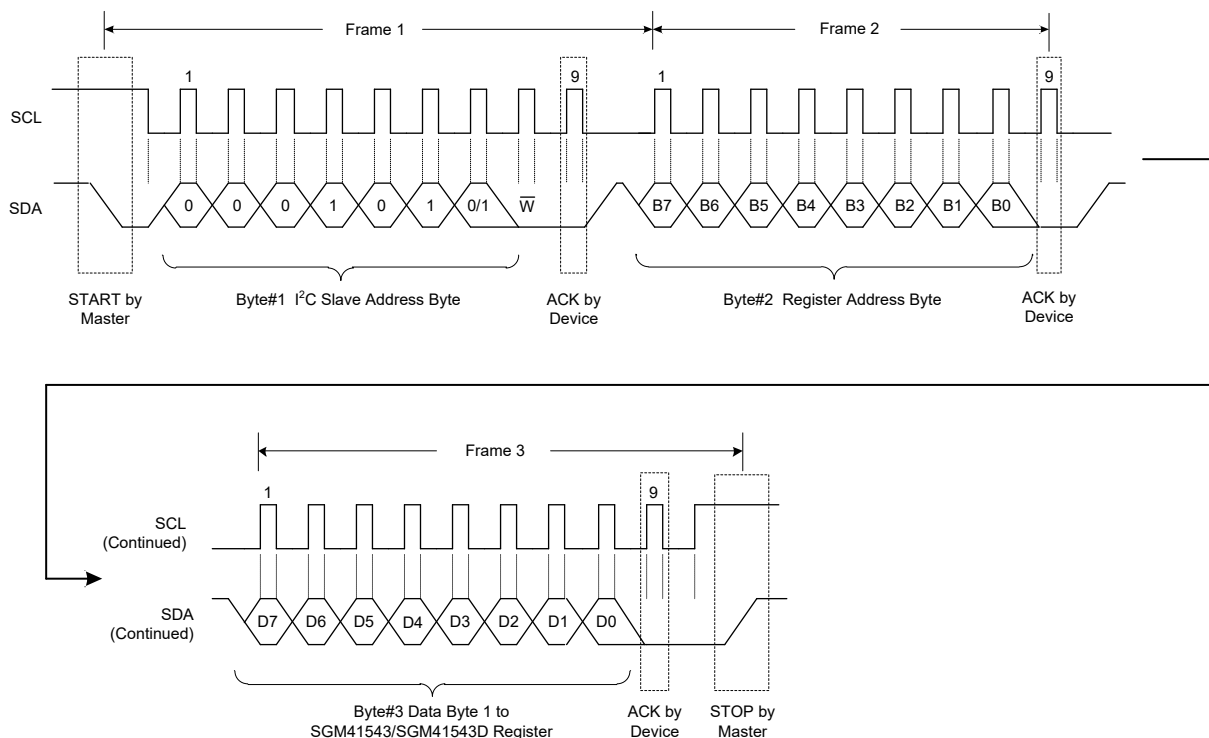 Frame 1
Frame 2
1
9
1
9
SCL
SDA
0
0
0
1
0
1
0/1
W̅
B7
B6
B5
B4
B3
B2
B1
B0
START by
Master
Byte#1 I²C Slave Address Byte
ACK by
Device
Byte#2 Register Address Byte
ACK by
Device
Frame 3
1
9
SCL
(Continued)
SDA
(Continued)
D7
D6
D5
D4
D3
D2
D1
D0
Byte#3 Data Byte 1 to
SGM41543/SGM41543D Register
ACK by
Device
STOP by
Master